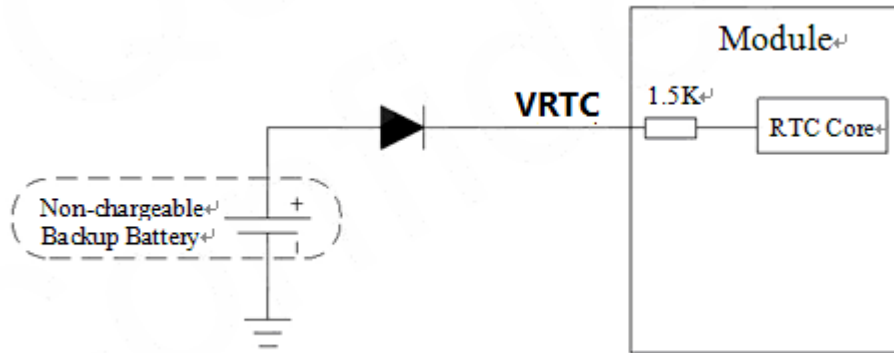 Module↵
VRTC
1.5K↵
RTC Core↵
Non-chargeable↵
Backup Battery↵
+